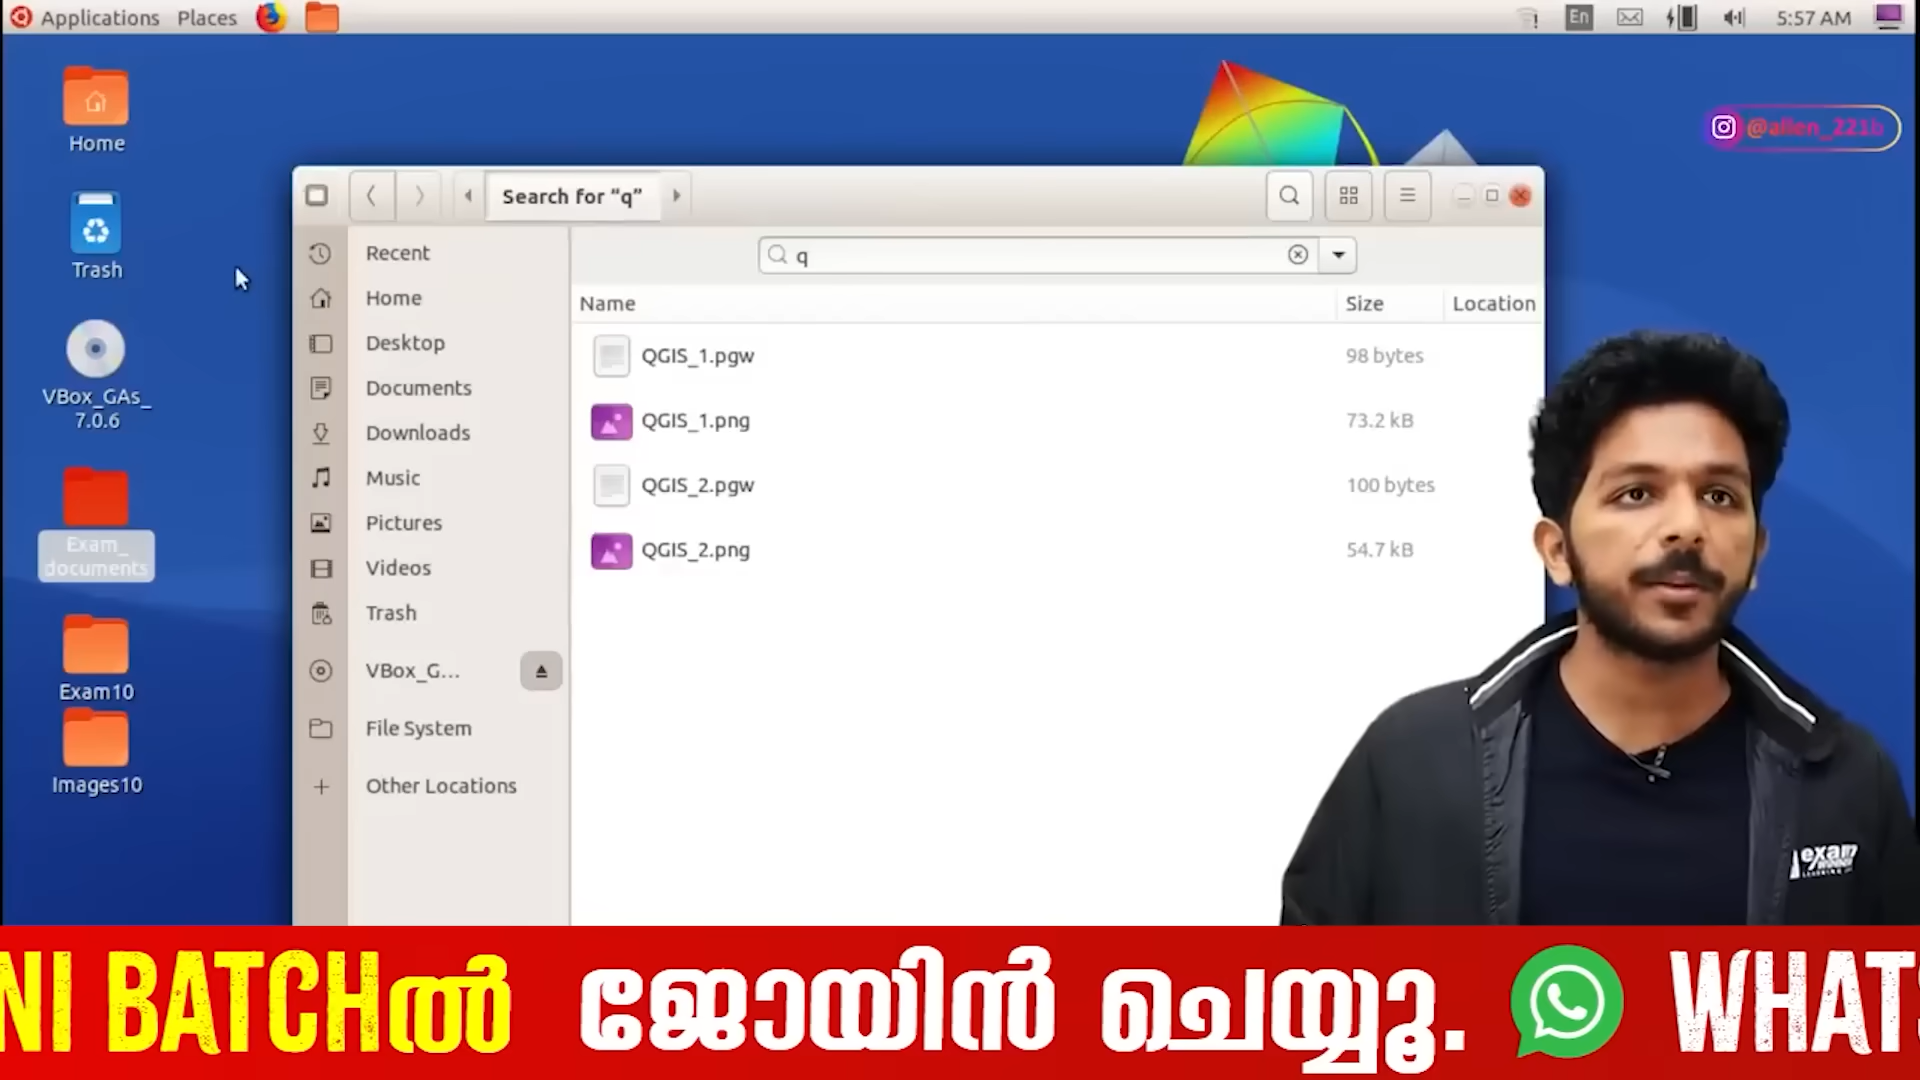 Applications Places En 5:57 AM
@allen_221b
Home
Trash
VBox_GAs_
7.0.6
Exam_
documents
Exam10
Images10
Search for “q”
q
Recent
Home
Desktop
Documents
Downloads
Music
Pictures
Videos
Trash
VBox_G...
File System
Other Locations
Name Size Location
QGIS_1.pgw 98 bytes
QGIS_1.png 73.2 kB
QGIS_2.pgw 100 bytes
QGIS_2.png 54.7 kB
exam
WINNER
NI BATCHൽ ജോയിൻ ചെയ്യൂ. WHATS